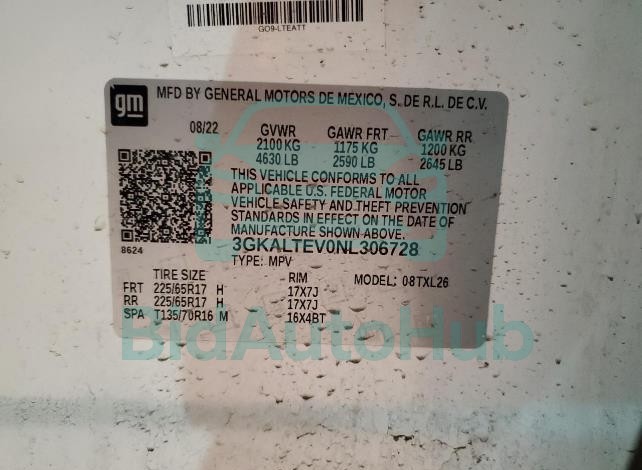 GO9-LTEATT
gm MFD BY GENERAL MOTORS DE MEXICO, S. DE R.L. DE C.V.
08/22 GVWR GAWR FRT GAWR RR
2100 KG 1175 KG 1200 KG
4630 LB 2590 LB 2645 LB
THIS VEHICLE CONFORMS TO ALL
APPLICABLE U.S. FEDERAL MOTOR
VEHICLE SAFETY AND THEFT PREVENTION
STANDARDS IN EFFECT ON THE DATE OF
MANUFACTURE SHOWN ABOVE.
8624 3GKALTEV0NL306728
TYPE: MPV MODEL: 08TXL26
TIRE SIZE RIM
FRT 225/65R17 H 17X7J
RR 225/65R17 H 17X7J
SPA T135/70R16 M 16X4BT
BidAutoHub